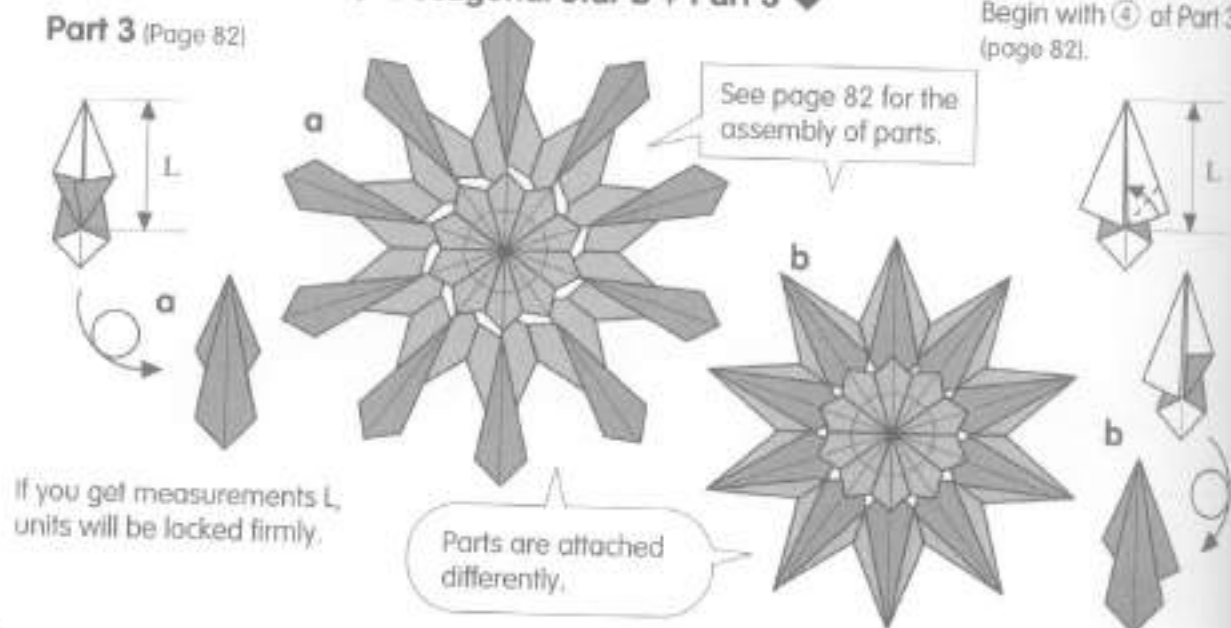 Star
Part 3 (Page 82)
Begin with ④ of Part 3
(page 82).
See page 82 for the
assembly of parts.
a
L
L
a
b
b
If you get measurements L,
units will be locked firmly.
Parts are attached
differently.